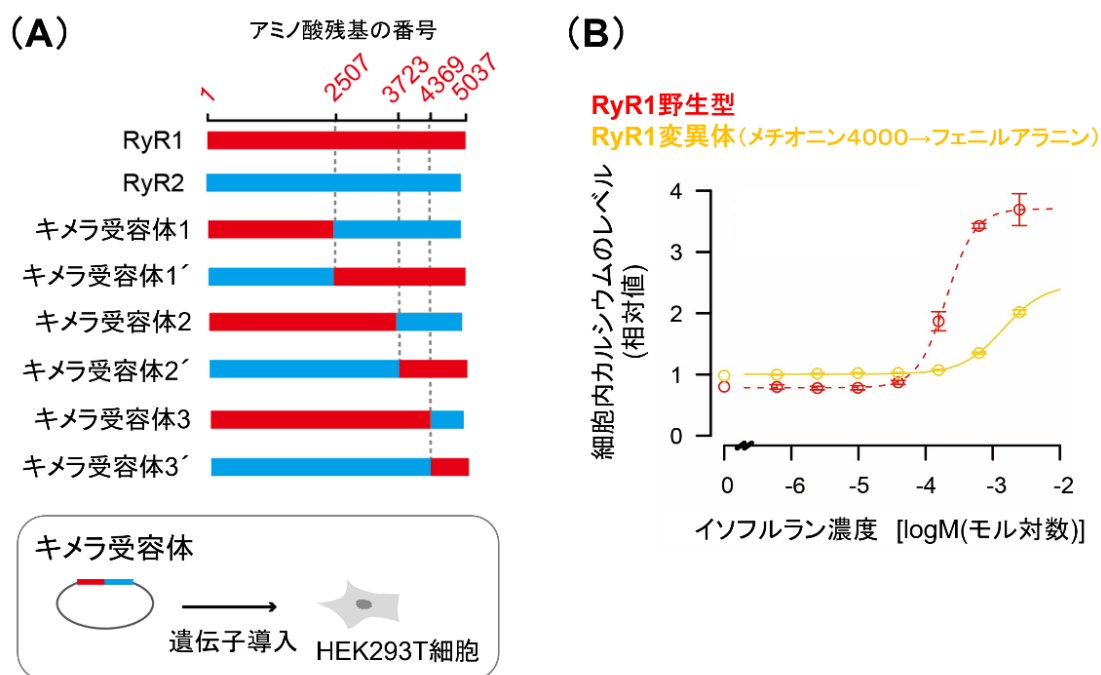 (A)
アミノ酸残基の番号
1 2507 3723 4369 5037
RyR1
RyR2
キメラ受容体1
キメラ受容体1´
キメラ受容体2
キメラ受容体2´
キメラ受容体3
キメラ受容体3´
キメラ受容体
遺伝子導入
HEK293T細胞
(B)
RyR1野生型
RyR1変異体(メチオニン4000→フェニルアラニン)
細胞内カルシウムのレベル
(相対値)
4
3
2
1
0
0 -6 -5 -4 -3 -2
イソフルラン濃度 [logM(モル対数)]